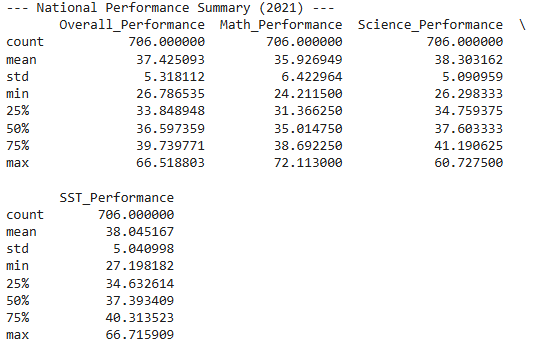 --- National Performance Summary (2021) ---
       Overall_Performance  Math_Performance  Science_Performance  \
count           706.000000        706.000000           706.000000
mean             37.425093         35.926949            38.303162
std               5.318112          6.422964             5.090959
min              26.786535         24.211500            26.298333
25%              33.848948         31.366250            34.759375
50%              36.597359         35.014750            37.603333
75%              39.739771         38.692250            41.190625
max              66.518803         72.113000            60.727500

       SST_Performance
count       706.000000
mean         38.045167
std           5.040998
min          27.198182
25%          34.632614
50%          37.393409
75%          40.313523
max          66.715909